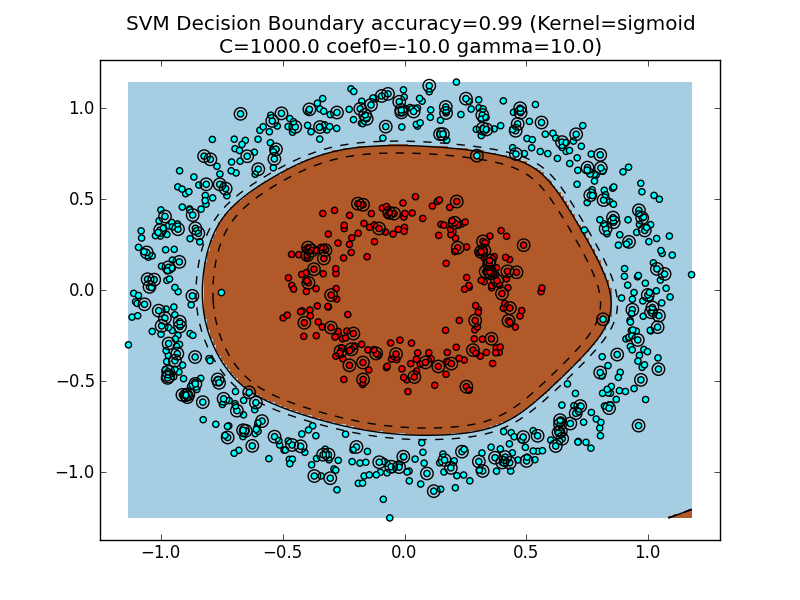 SVM Decision Boundary accuracy=0.99 (Kernel=sigmoid
C=1000.0 coef0=-10.0 gamma=10.0)
1.0
0.5
0.0
−0.5
−1.0
−1.0 −0.5 0.0 0.5 1.0